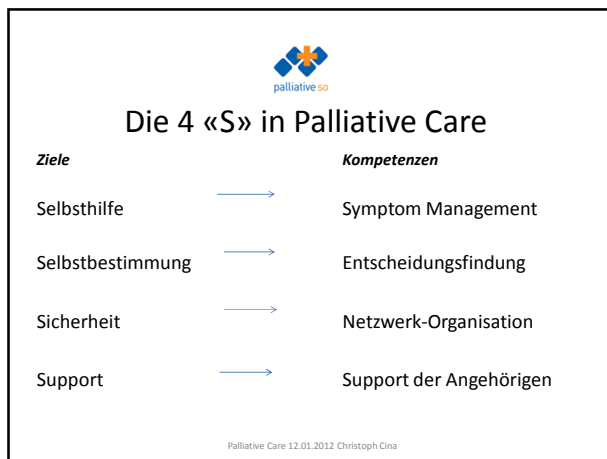 palliative so
Die 4 «S» in Palliative Care
Ziele Kompetenzen
Selbsthilfe Symptom Management
Selbstbestimmung Entscheidungsfindung
Sicherheit Netzwerk-Organisation
Support Support der Angehörigen
Palliative Care 12.01.2012 Christoph Cina